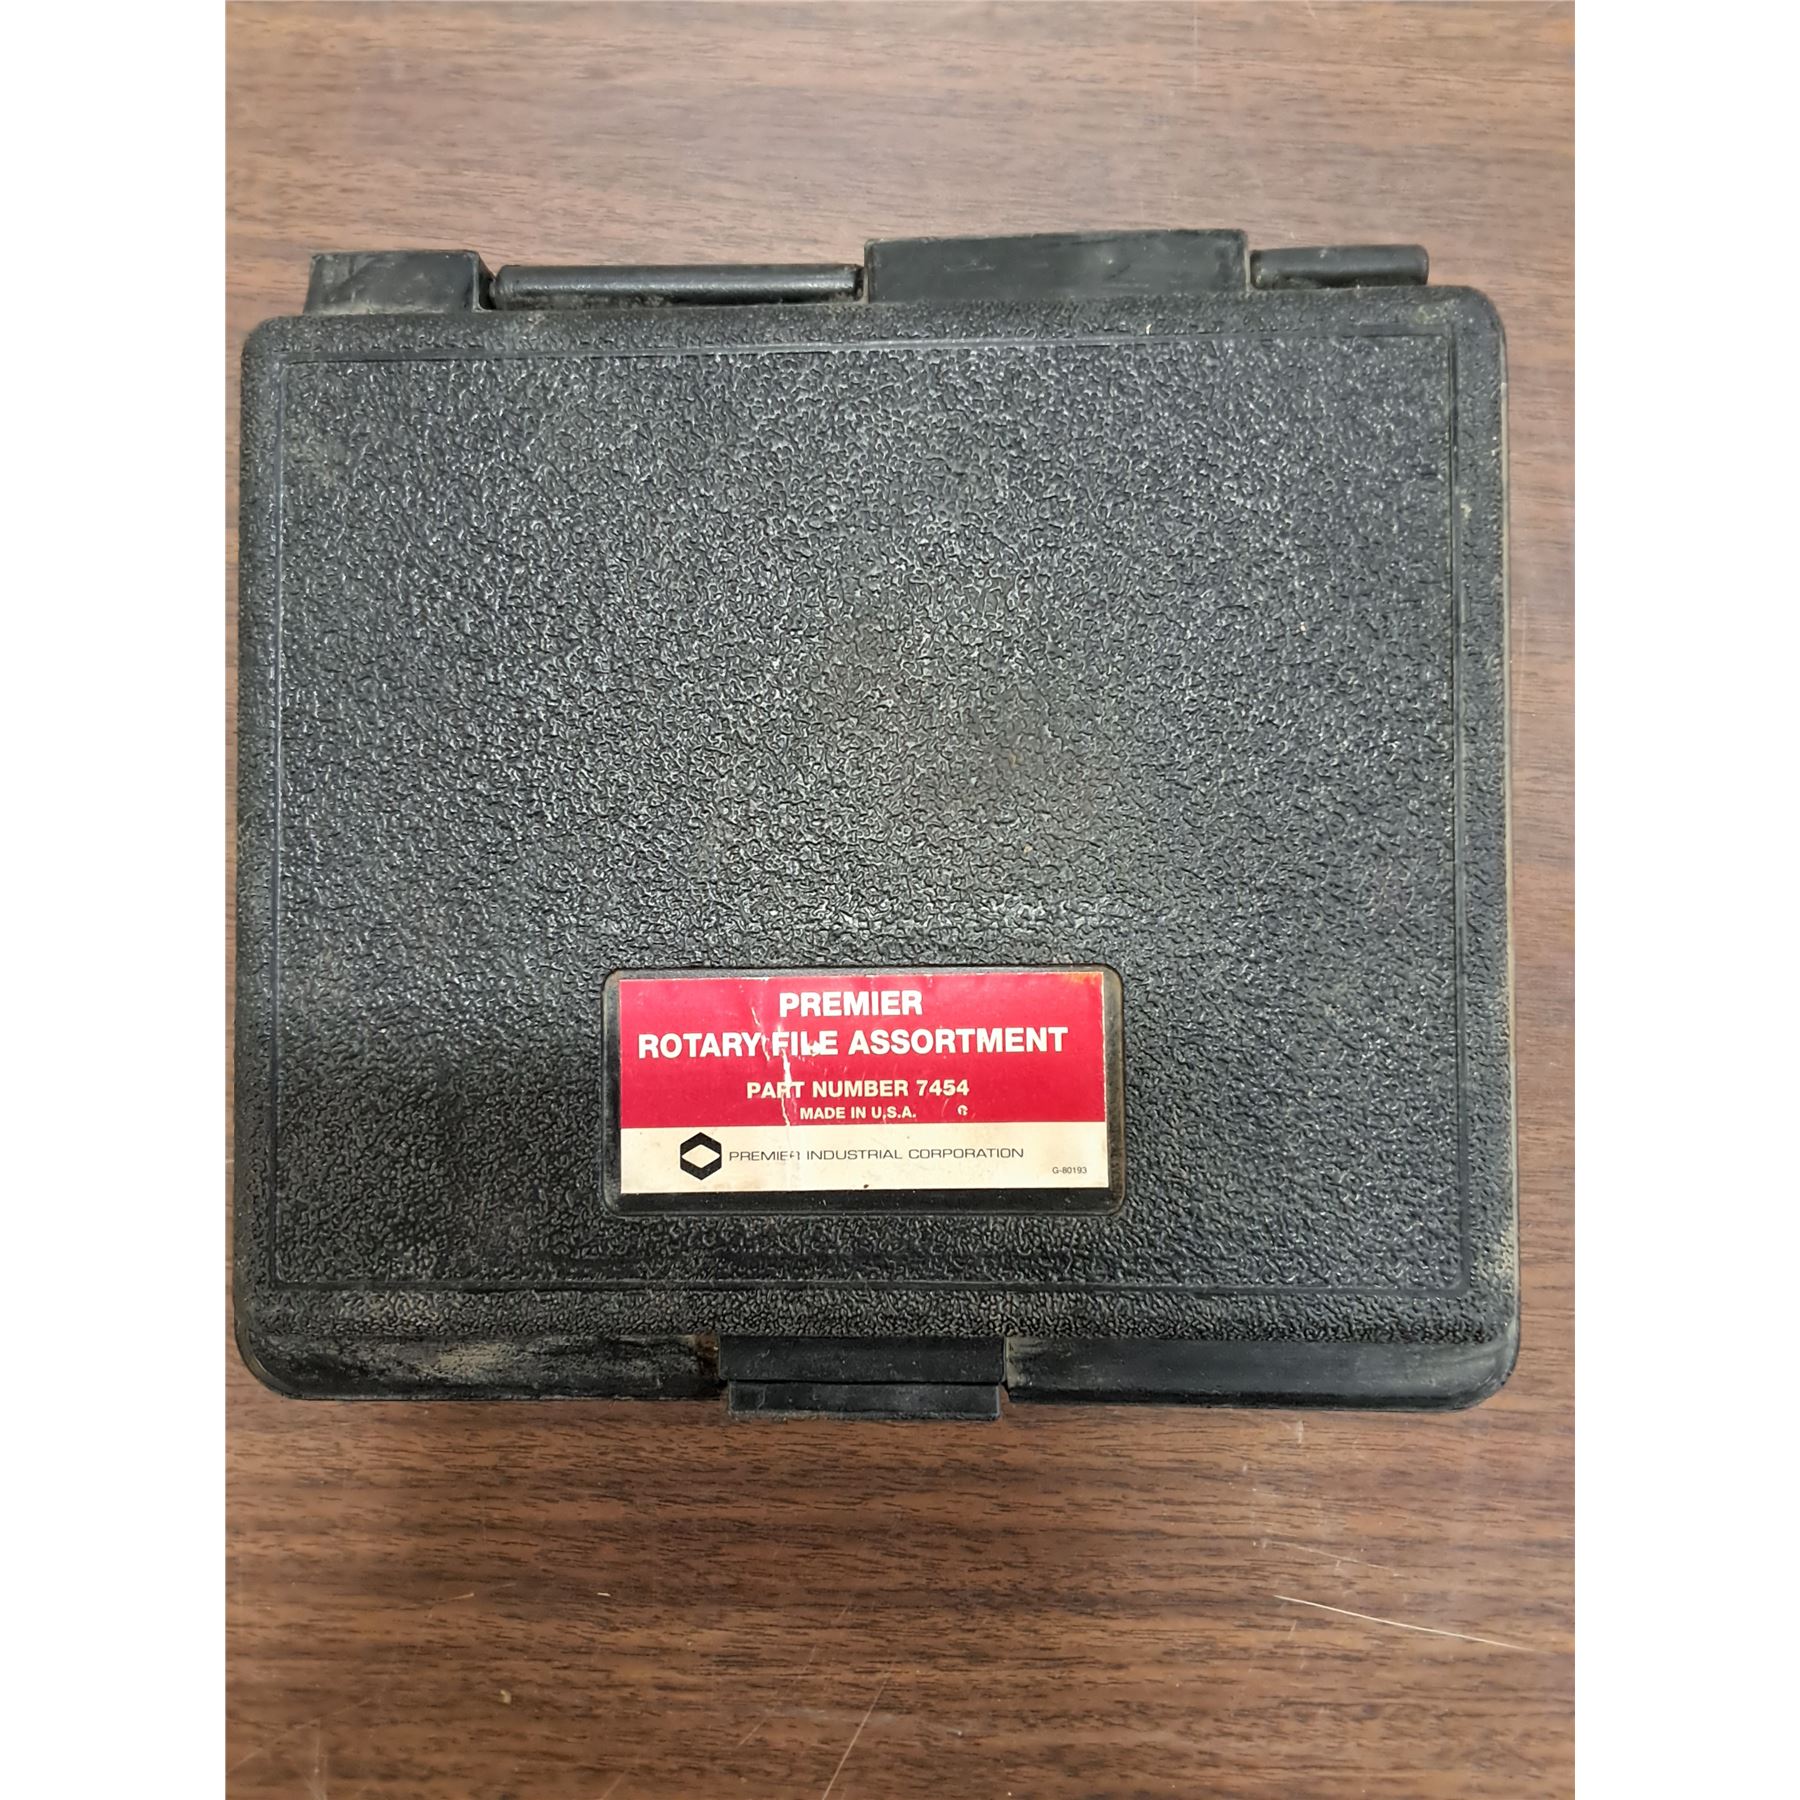 PREMIER
ROTARY FILE ASSORTMENT
PART NUMBER 7454
MADE IN U.S.A.
PREMIER INDUSTRIAL CORPORATION
G-80193